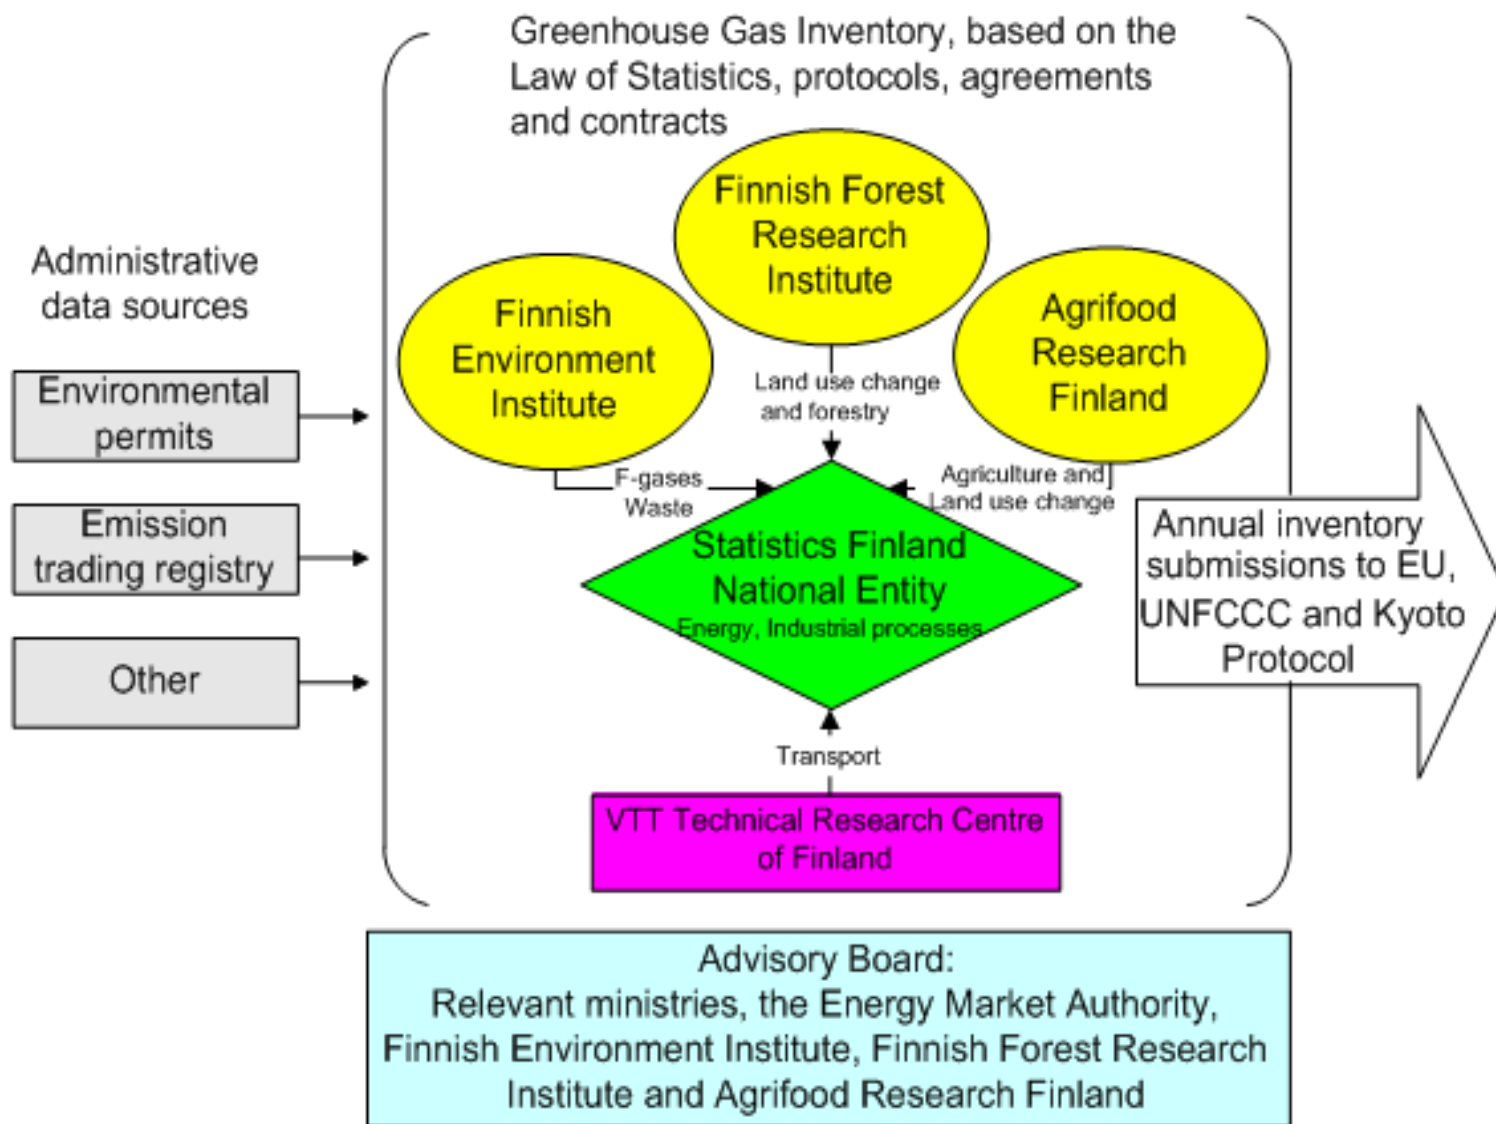 Greenhouse Gas Inventory, based on the
Law of Statistics, protocols, agreements
and contracts
Administrative
data sources
Environmental
permits
Emission
trading registry
Other
Finnish
Environment
Institute
Finnish Forest
Research
Institute
Agrifood
Research
Finland
F-gases
Waste
Land use change
and forestry
Agriculture and
Land use change
Statistics Finland
National Entity
Energy, Industrial processes
Transport
VTT Technical Research Centre
of Finland
Annual inventory
submissions to EU,
UNFCCC and Kyoto
Protocol
Advisory Board:
Relevant ministries, the Energy Market Authority,
Finnish Environment Institute, Finnish Forest Research
Institute and Agrifood Research Finland